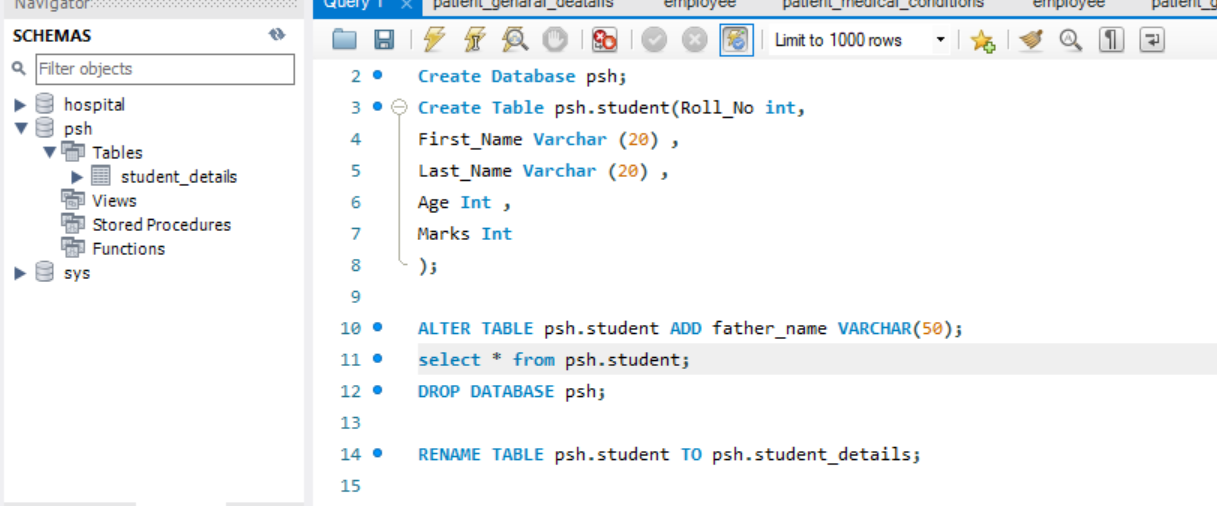 Navigator
SCHEMAS
Filter objects
hospital
psh
Tables
student_details
Views
Stored Procedures
Functions
sys
Query 1 patient_genaral_deatails employee patient_medical_conditions employee
Limit to 1000 rows
2 Create Database psh;
3 Create Table psh.student(Roll_No int,
4 First_Name Varchar (20) ,
5 Last_Name Varchar (20) ,
6 Age Int ,
7 Marks Int
8 );
9
10 ALTER TABLE psh.student ADD father_name VARCHAR(50);
11 select * from psh.student;
12 DROP DATABASE psh;
13
14 RENAME TABLE psh.student TO psh.student_details;
15